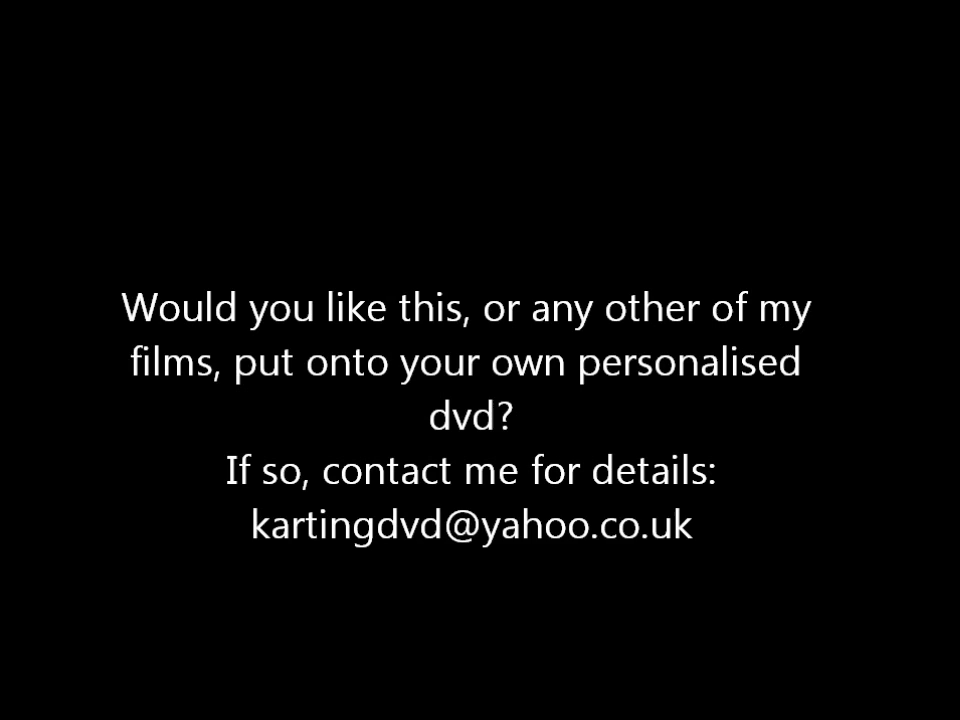 Would you like this, or any other of my
films, put onto your own personalised
dvd?
If so, contact me for details:
kartingdvd@yahoo.co.uk